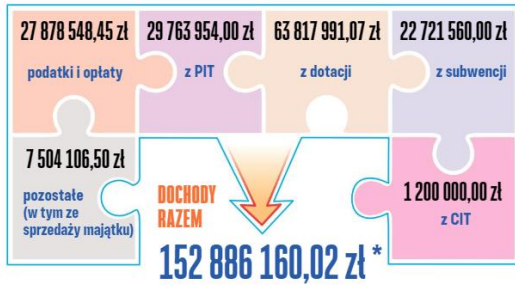 27 878 548,45 zł
podatki i opłaty
29 763 954,00 zł
z PIT
63 817 991,07 zł
z dotacji
22 721 560,00 zł
z subwencji
7 504 106,50 zł
pozostałe
(w tym ze
sprzedaży majątku)
DOCHODY
RAZEM
152 886 160,02 zł *
1 200 000,00 zł
z CIT